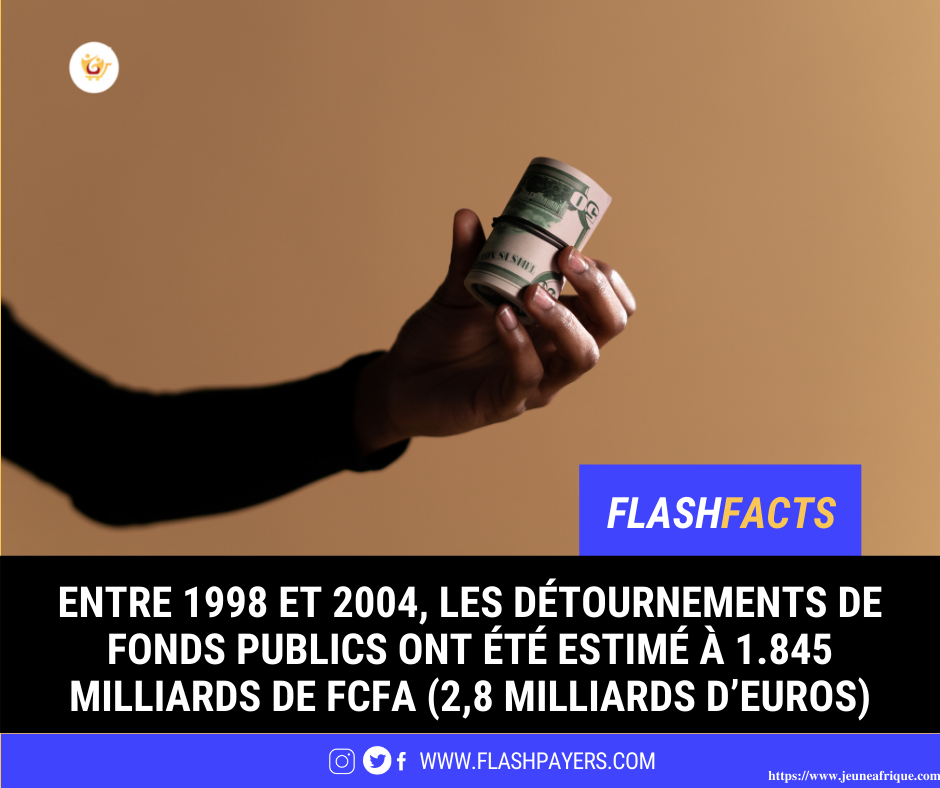 50
FLASHFACTS
ENTRE 1998 ET 2004, LES DÉTOURNEMENTS DE
FONDS PUBLICS ONT ÉTÉ ESTIMÉ À 1.845
MILLIARDS DE FCFA (2,8 MILLIARDS D’EUROS)
WWW.FLASHPAYERS.COM
https://www.jeuneafrique.com